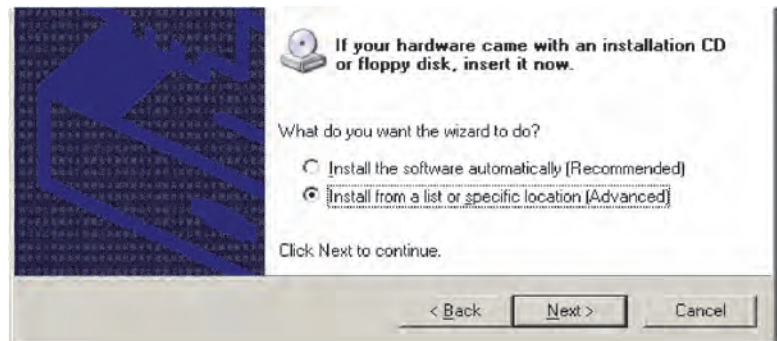 If your hardware came with an installation CD
or floppy disk, insert it now.
What do you want the wizard to do?
Install the software automatically (Recommended)
Install from a list or specific location (Advanced)
Click Next to continue.
< Back Next > Cancel